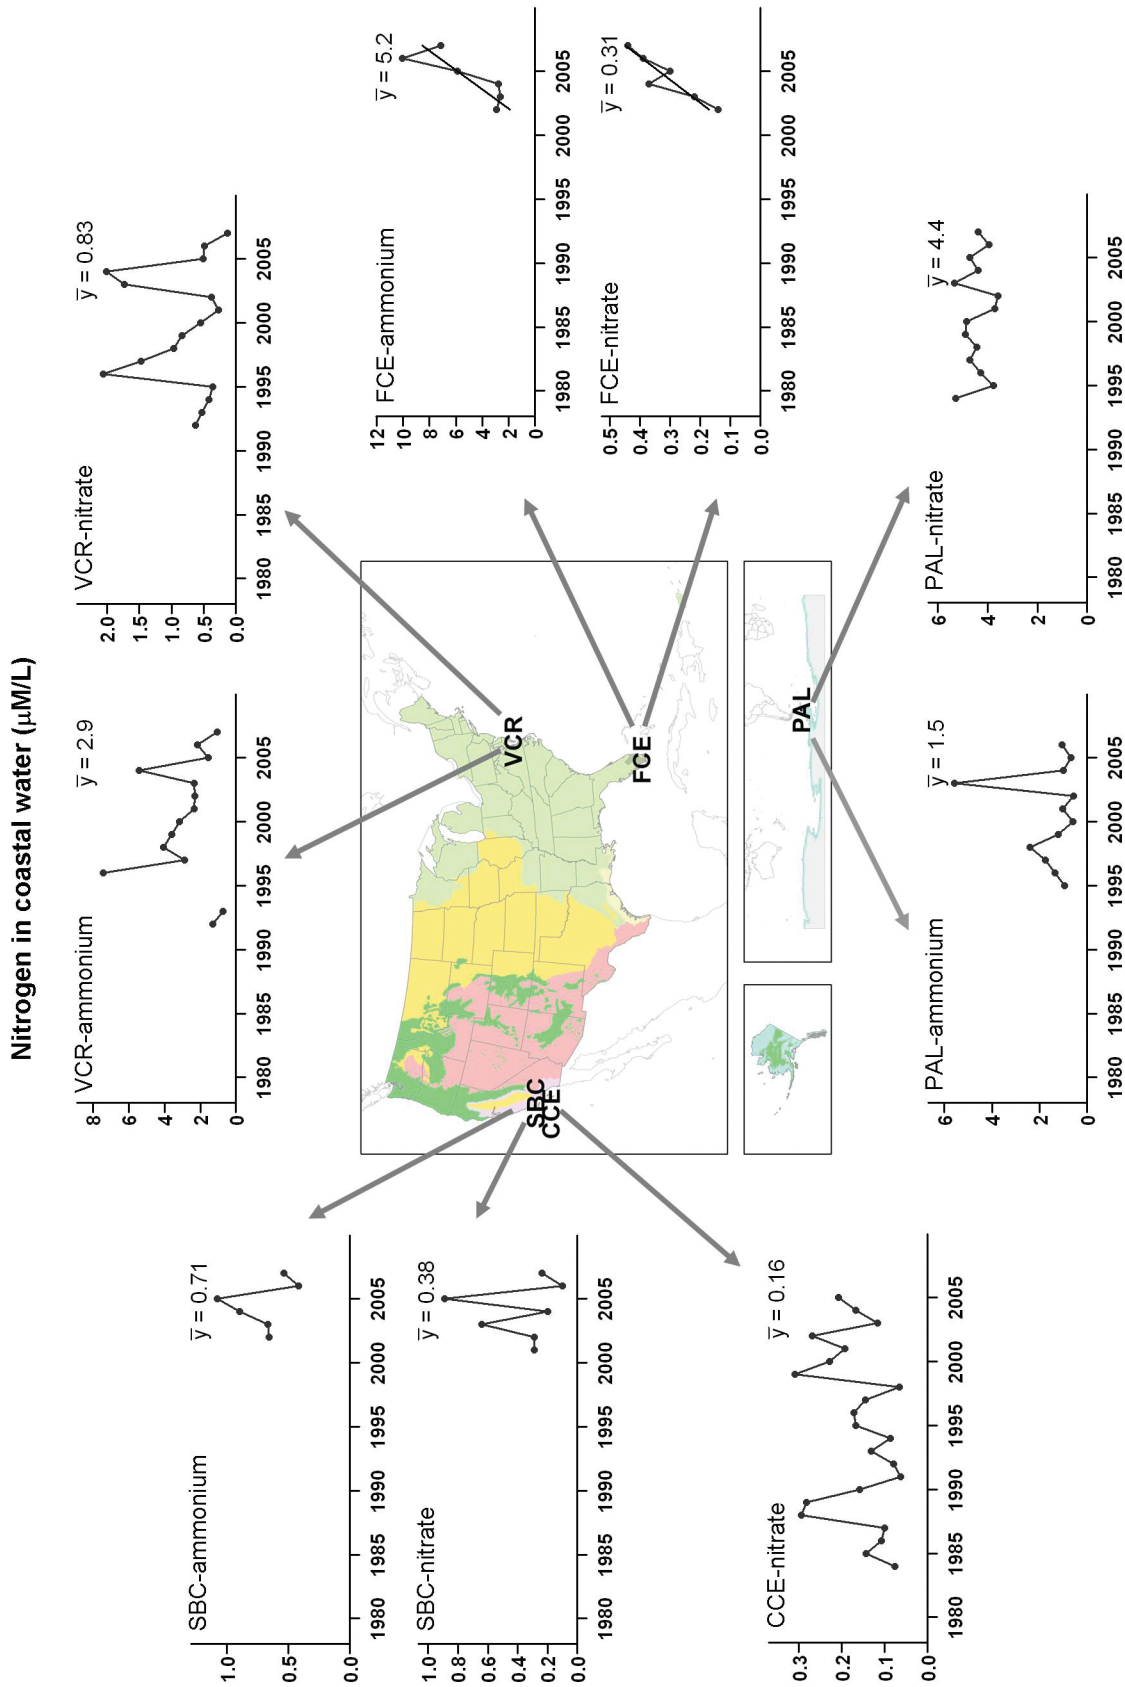 Nitrogen in coastal water (μM/L)
SBC-ammonium
y̅ = 0.71
1.0
0.5
0
1980 1985 1990 1995 2000 2005
SBC-nitrate
y̅ = 0.38
1.0
0.8
0.6
0.4
0.2
0.0
1980 1985 1990 1995 2000 2005
CCE-nitrate
y̅ = 0.16
0.3
0.2
0.1
0.0
1980 1985 1990 1995 2000 2005
VCR-ammonium
y̅ = 2.9
8
6
4
2
0
1980 1985 1990 1995 2000 2005
SBC
CCE
VCR
FCE
PAL
PAL-ammonium
y̅ = 1.5
6
4
2
0
1980 1985 1990 1995 2000 2005
VCR-nitrate
y̅ = 0.83
2.0
1.5
1.0
0.5
0.0
1980 1985 1990 1995 2000 2005
FCE-ammonium
y̅ = 5.2
12
10
8
6
4
2
0
1980 1985 1990 1995 2000 2005
FCE-nitrate
y̅ = 0.31
0.5
0.4
0.3
0.2
0.1
0.0
1980 1985 1990 1995 2000 2005
PAL-nitrate
y̅ = 4.4
6
4
2
0
1980 1985 1990 1995 2000 2005